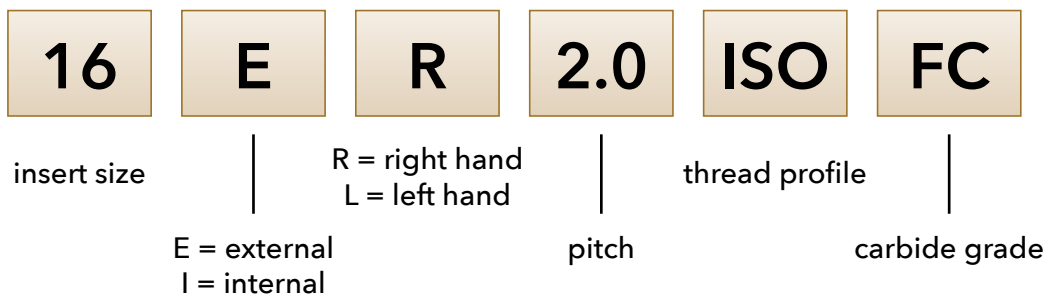 16 E R 2.0 ISO FC
insert size
R = right hand
L = left hand
thread profile
E = external
I = internal
pitch
carbide grade